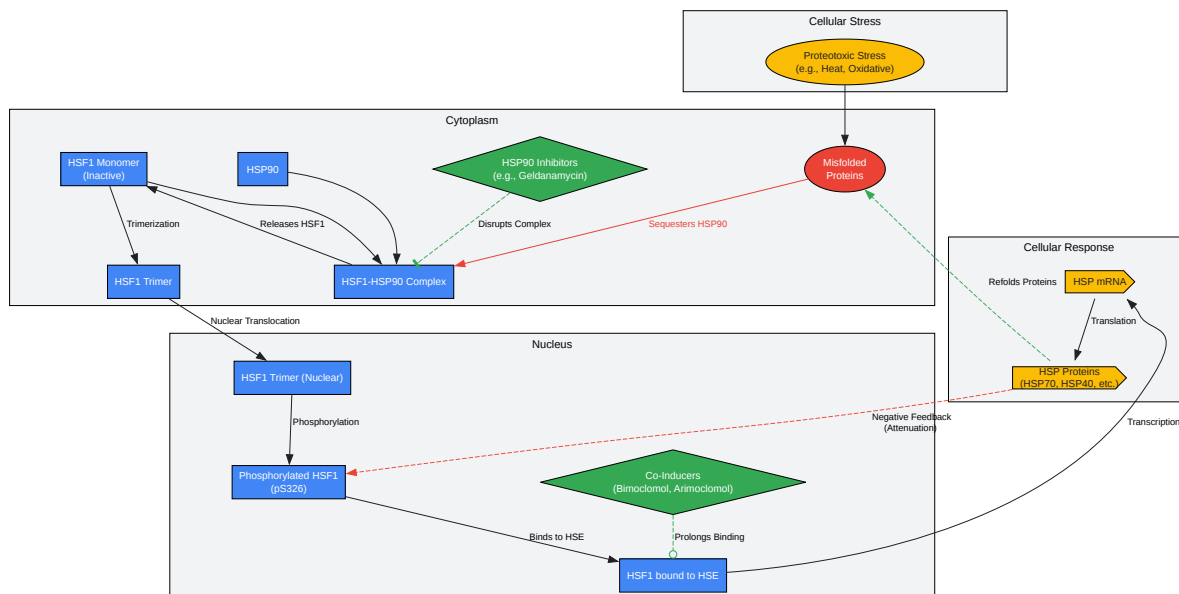 Cellular Stress
Proteotoxic Stress
(e.g., Heat, Oxidative)
Cytoplasm
HSF1 Monomer
(Inactive)
HSP90
HSP90 Inhibitors
(e.g., Geldanamycin)
Misfolded
Proteins
Trimerization
Releases HSF1
Disrupts Complex
Sequesters HSP90
HSF1 Trimer
HSF1-HSP90 Complex
Cellular Response
Refolds Proteins
HSP mRNA
Translation
HSP Proteins
(HSP70, HSP40, etc.)
Nuclear Translocation
Nucleus
HSF1 Trimer (Nuclear)
Phosphorylation
Negative Feedback
(Attenuation)
Transcription
Phosphorylated HSF1
(pS326)
Co-Inducers
(Bimoclomol, Arimoclomol)
Binds to HSE
Prolongs Binding
HSF1 bound to HSE